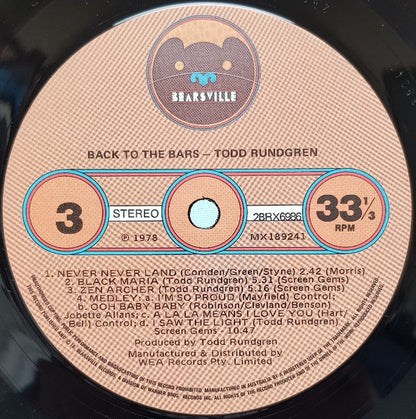 BEARSVILLE
BACK TO THE BARS – TODD RUNDGREN
3
STEREO
2BRX6986
33 1/3
RPM
℗ 1978
MX189241
1. NEVER NEVER LAND (Comden/Green/Styne) 2.42 (Morris)
2. BLACK MARIA (Todd Rundgren) 5.31 (Screen Gems)
3. ZEN ARCHER (Todd Rundgren) 5.16 (Screen Gems)
4. MEDLEY: a. I'M SO PROUD (Mayfield) Control;
b. OOH BABY BABY (Robinson/Cleveland/Benson)
Jobette Allans; c. A LA LA MEANS I LOVE YOU (Hart/
Bell) Control; d. I SAW THE LIGHT (Todd Rundgren)
Screen Gems - 10.47
Produced by Todd Rundgren
Manufactured & Distributed by
WEA Records Pty. Limited